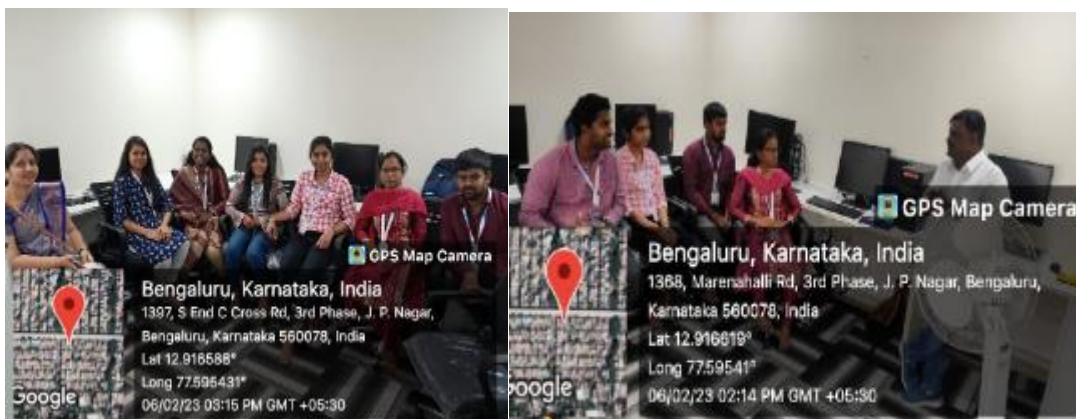 GPS Map Camera
Bengaluru, Karnataka, India
1397, S End C Cross Rd, 3rd Phase, J. P. Nagar,
Bengaluru, Karnataka 560078, India
Lat 12.916586°
Long 77.595431°
06/02/23 03:15 PM GMT +05:30
Google
GPS Map Camera
Bengaluru, Karnataka, India
1368, Marenahalli Rd, 3rd Phase, J. P. Nagar, Bengaluru,
Karnataka 560078, India
Lat 12.916619°
Long 77.59541°
06/02/23 02:14 PM GMT +05:30
Google